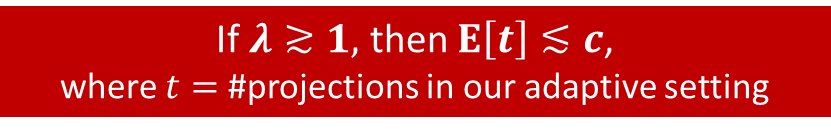 If 𝝀 ≳ 𝟏, then 𝐄[𝒕] ≲ 𝒄,
where 𝑡 = #projections in our adaptive setting